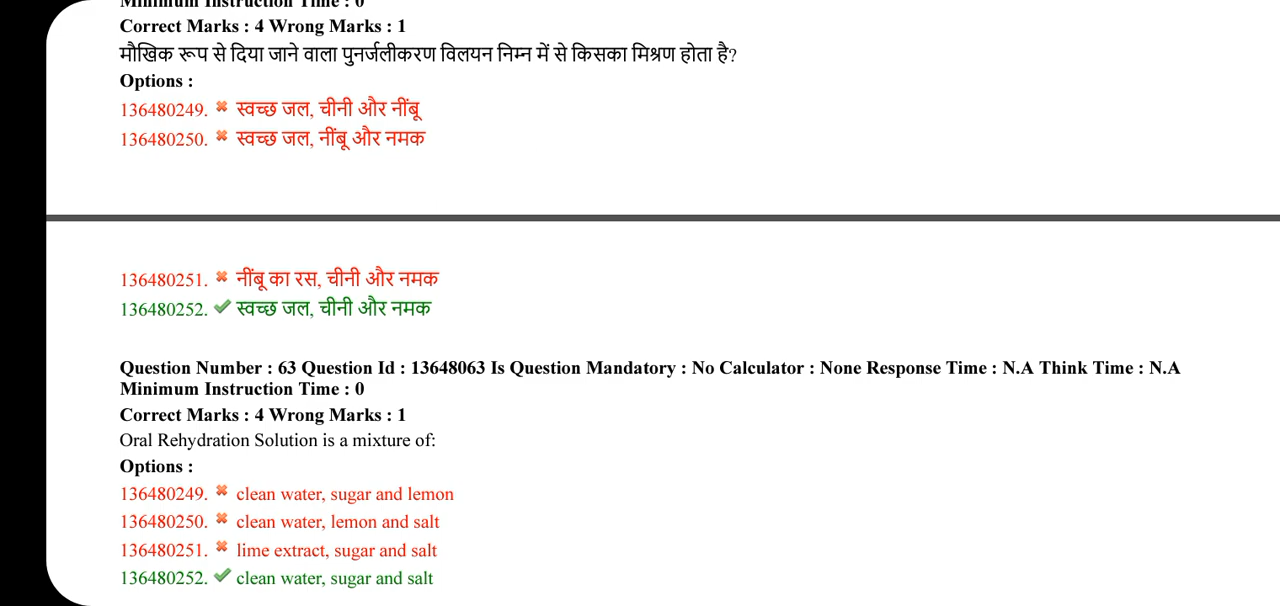 Minimum Instruction Time : 0
Correct Marks : 4 Wrong Marks : 1
मौखिक रूप से दिया जाने वाला पुनर्जलीकरण विलयन निम्न में से किसका मिश्रण होता है?
Options :
136480249. ✖ स्वच्छ जल, चीनी और नींबू
136480250. ✖ स्वच्छ जल, नींबू और नमक
136480251. ✖ नींबू का रस, चीनी और नमक
136480252. ✔ स्वच्छ जल, चीनी और नमक
Question Number : 63 Question Id : 13648063 Is Question Mandatory : No Calculator : None Response Time : N.A Think Time : N.A
Minimum Instruction Time : 0
Correct Marks : 4 Wrong Marks : 1
Oral Rehydration Solution is a mixture of:
Options :
136480249. ✖ clean water, sugar and lemon
136480250. ✖ clean water, lemon and salt
136480251. ✖ lime extract, sugar and salt
136480252. ✔ clean water, sugar and salt